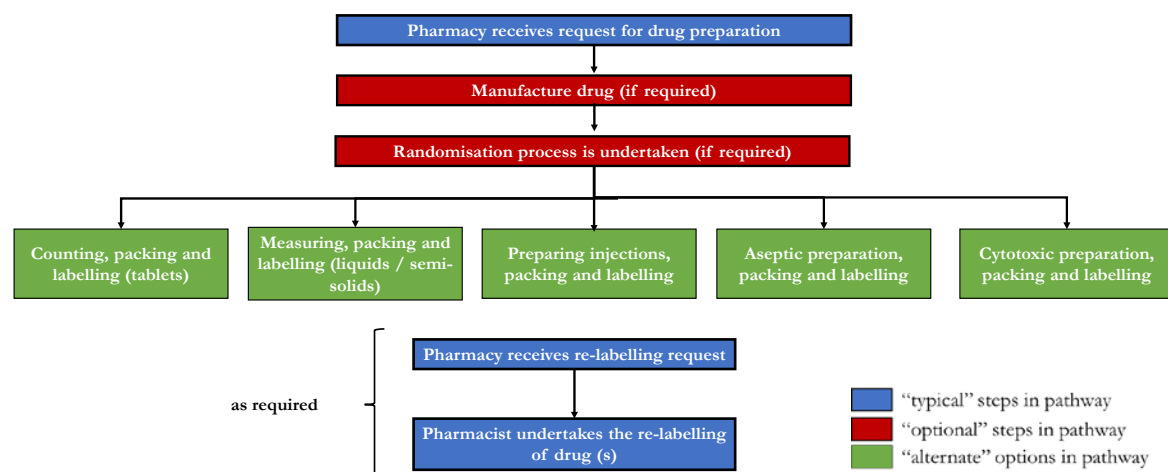 Pharmacy receives request for drug preparation
Manufacture drug (if required)
Randomisation process is undertaken (if required)
Counting, packing and
labelling (tablets)
Measuring, packing and
labelling (liquids / semi-
solids)
Preparing injections,
packing and labelling
Aseptic preparation,
packing and labelling
Cytotoxic preparation,
packing and labelling
as required
Pharmacy receives re-labelling request
Pharmacist undertakes the re-labelling
of drug (s)
“typical” steps in pathway
“optional” steps in pathway
“alternate” options in pathway